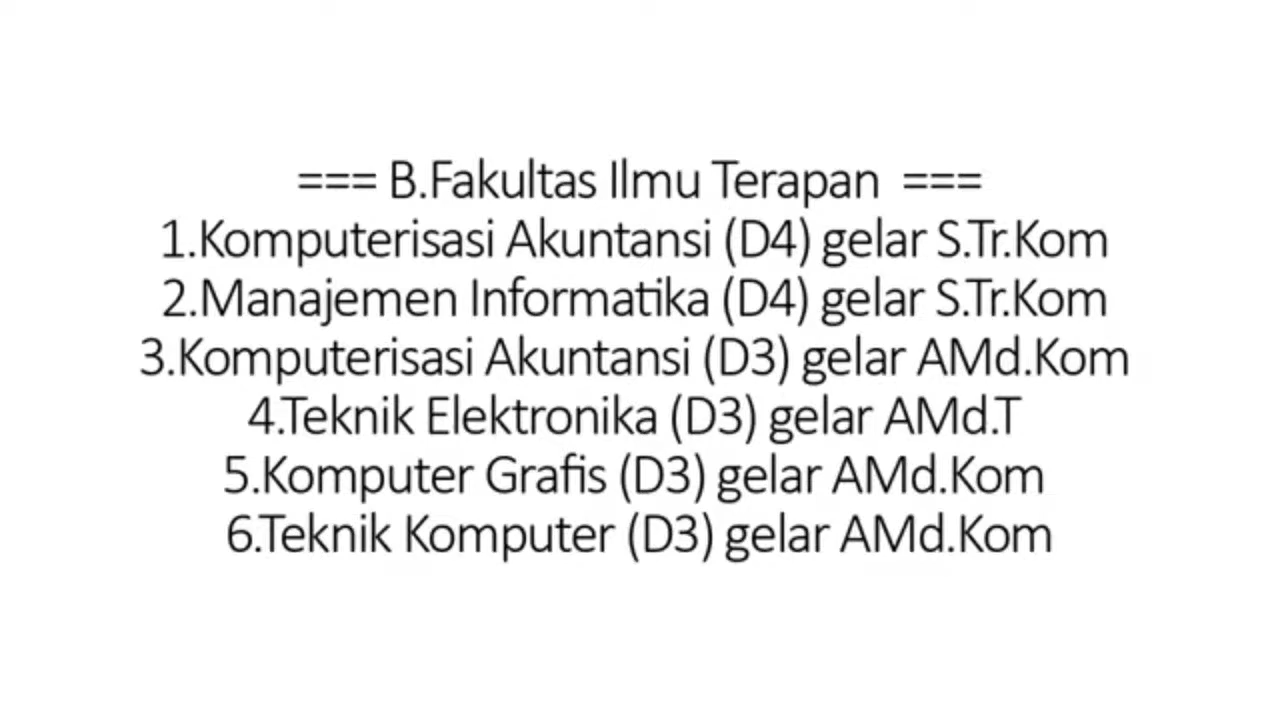 === B.Fakultas Ilmu Terapan ===
1.Komputerisasi Akuntansi (D4) gelar S.Tr.Kom
2.Manajemen Informatika (D4) gelar S.Tr.Kom
3.Komputerisasi Akuntansi (D3) gelar AMd.Kom
4.Teknik Elektronika (D3) gelar AMd.T
5.Komputer Grafis (D3) gelar AMd.Kom
6.Teknik Komputer (D3) gelar AMd.Kom